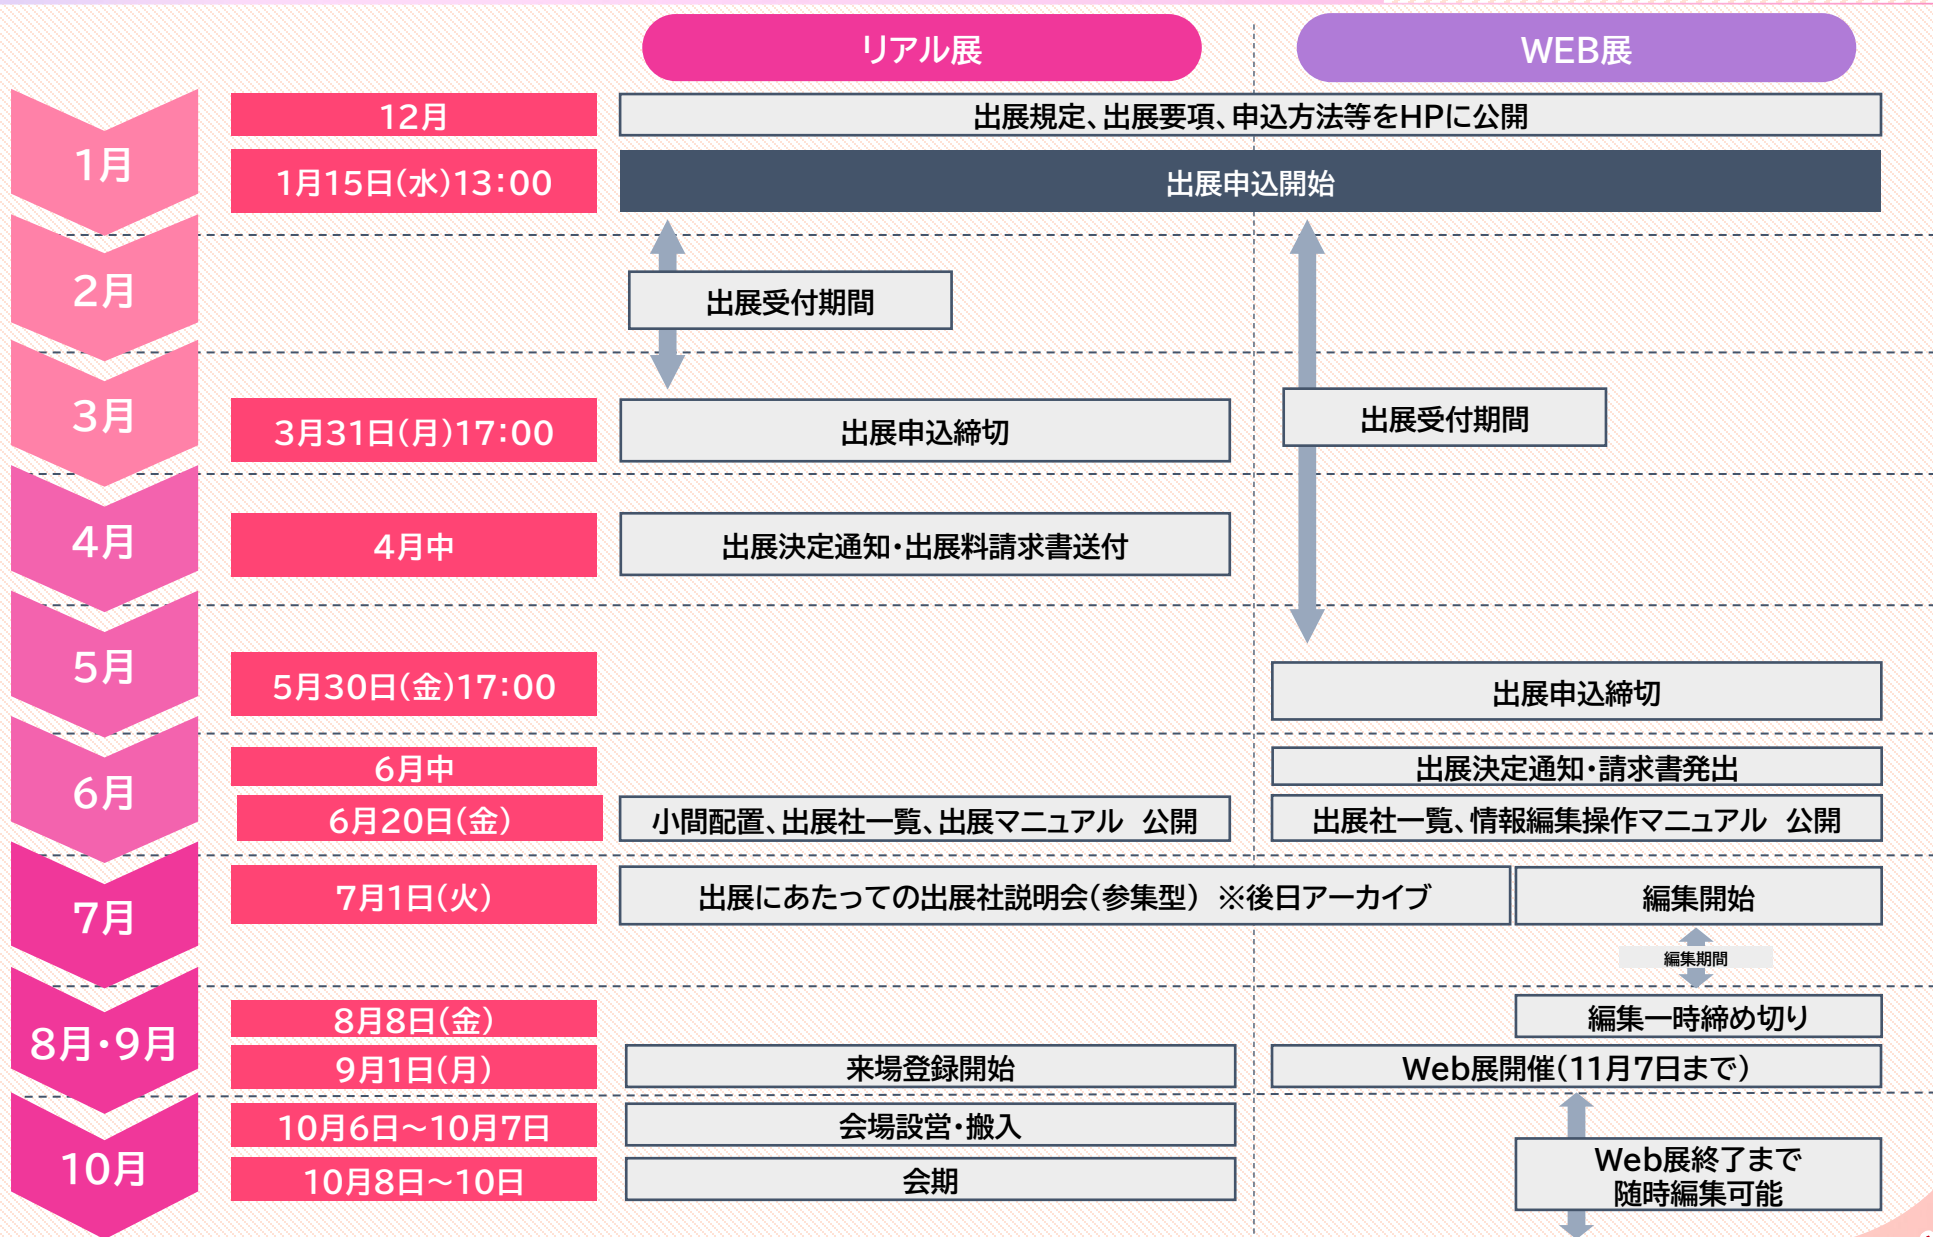 リアル展
WEB展
1月
12月
出展規定、出展要項、申込方法等をHPに公開
1月15日(水)13:00
出展申込開始
2月
出展受付期間
3月
3月31日(月)17:00
出展申込締切
出展受付期間
4月
4月中
出展決定通知・出展料請求書送付
5月
5月30日(金)17:00
出展申込締切
6月
6月中
出展決定通知・請求書発出
6月20日(金)
小間配置、出展社一覧、出展マニュアル 公開
出展社一覧、情報編集操作マニュアル 公開
7月
7月1日(火)
出展にあたっての出展社説明会(参集型) ※後日アーカイブ
編集開始
編集期間
8月・9月
8月8日(金)
編集一時締め切り
9月1日(月)
来場登録開始
Web展開催(11月7日まで)
10月
10月6日～10月7日
会場設営・搬入
10月8日～10日
会期
Web展終了まで
随時編集可能